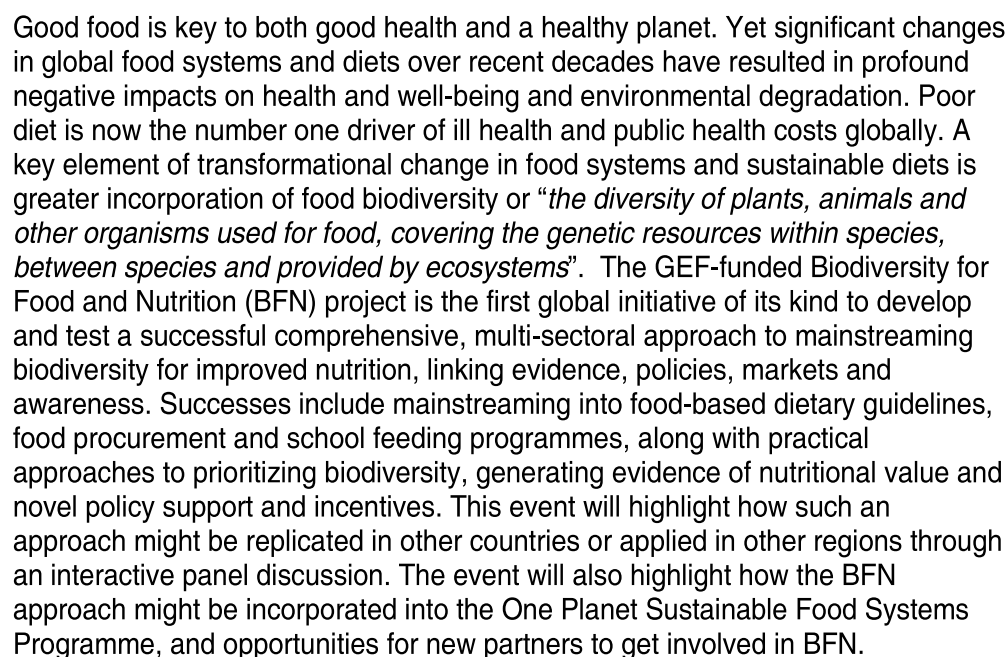 Good food is key to both good health and a healthy planet. Yet significant changes
in global food systems and diets over recent decades have resulted in profound
negative impacts on health and well-being and environmental degradation. Poor
diet is now the number one driver of ill health and public health costs globally. A
key element of transformational change in food systems and sustainable diets is
greater incorporation of food biodiversity or “the diversity of plants, animals and
other organisms used for food, covering the genetic resources within species,
between species and provided by ecosystems”.  The GEF-funded Biodiversity for
Food and Nutrition (BFN) project is the first global initiative of its kind to develop
and test a successful comprehensive, multi-sectoral approach to mainstreaming
biodiversity for improved nutrition, linking evidence, policies, markets and
awareness. Successes include mainstreaming into food-based dietary guidelines,
food procurement and school feeding programmes, along with practical
approaches to prioritizing biodiversity, generating evidence of nutritional value and
novel policy support and incentives. This event will highlight how such an
approach might be replicated in other countries or applied in other regions through
an interactive panel discussion. The event will also highlight how the BFN
approach might be incorporated into the One Planet Sustainable Food Systems
Programme, and opportunities for new partners to get involved in BFN.